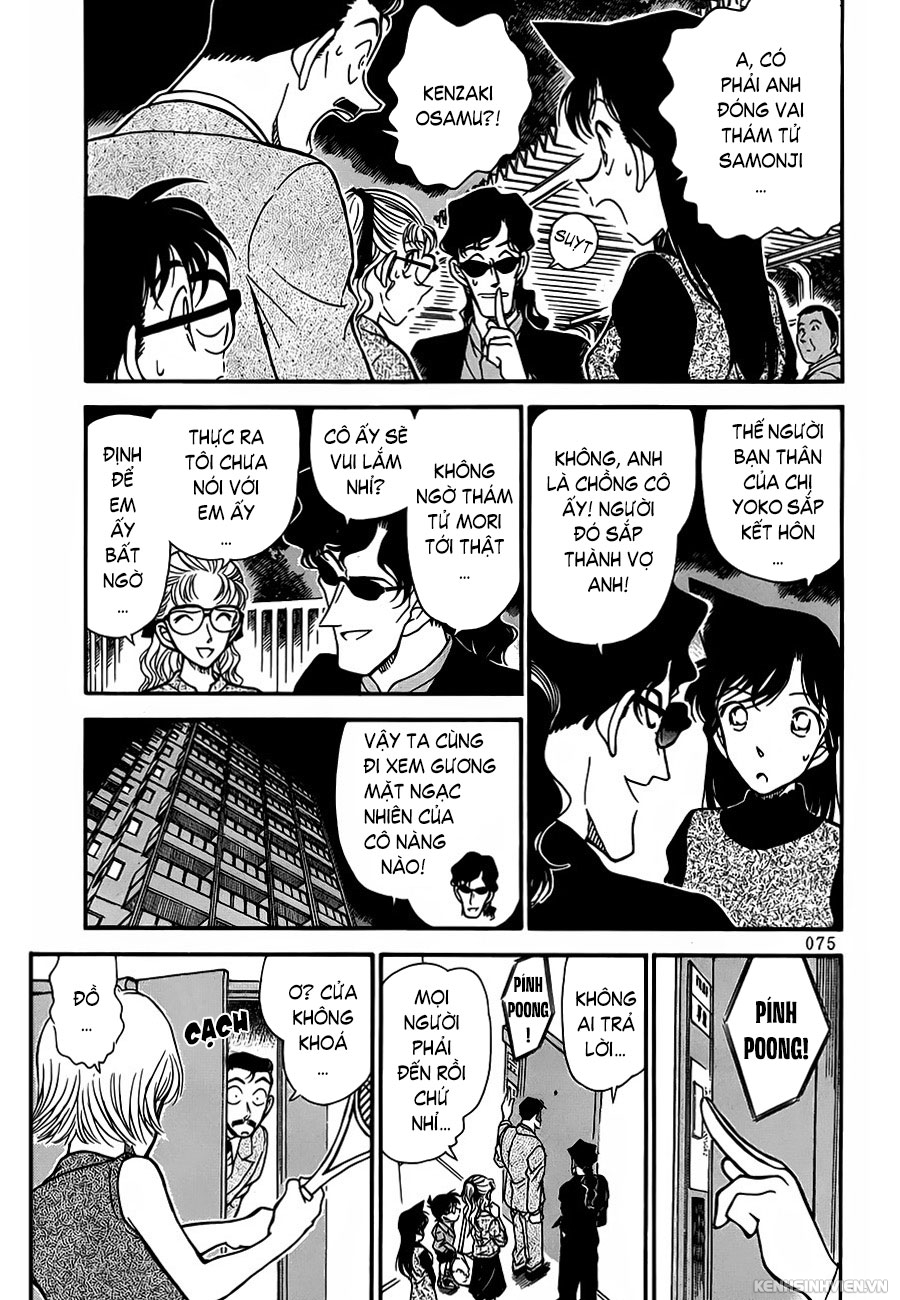 A, CÓ
PHẢI ANH
ĐÓNG VAI
THÁM TỬ
SAMONJI
...
KENZAKI
OSAMU?!
SUYT
THẾ NGƯỜI
BẠN THÂN
CỦA CHỊ
YOKO SẮP
KẾT HÔN
...
KHÔNG, ANH
LÀ CHỒNG CÔ
ẤY! NGƯỜI
ĐÓ SẮP
THÀNH VỢ
ANH!
KHÔNG
NGỜ THÁM
TỬ MORI
TỚI THẬT
...
CÔ ẤY SẼ
VUI LẮM
NHỈ?
THỰC RA
TÔI CHƯA
NÓI VỚI
EM ẤY
...
ĐỊNH
ĐỂ
EM
ẤY
BẤT
NGỜ
...
VẬY TA CÙNG
ĐI XEM GƯƠNG
MẶT NGẠC
NHIÊN CỦA
CÔ NÀNG
NÀO!
075
PÍNH
POONG!
KHÔNG
AI TRẢ
LỜI...
PÍNH
POONG
!
MỌI
NGƯỜI
PHẢI
ĐẾN RỒI
CHỨ
NHỈ...
Ơ? CỬA
KHÔNG
KHOÁ
...
CẠCH
ĐỒ
...
KENHSINHVIEN.VN